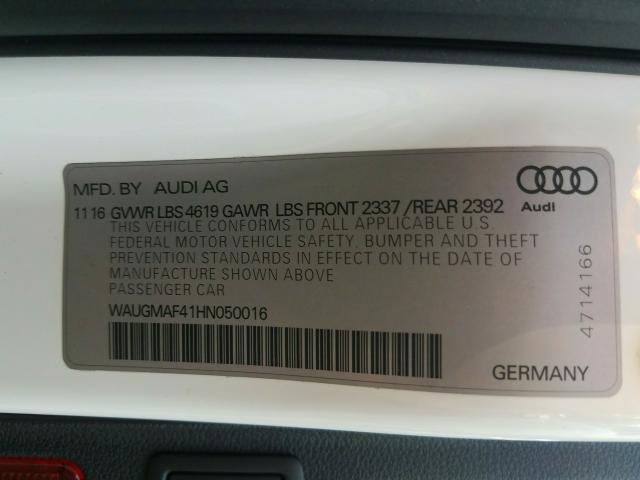 MFD. BY AUDI AG
11 16 GVWR LBS 4619 GAWR LBS FRONT 2337 /REAR 2392
Audi
THIS VEHICLE CONFORMS TO ALL APPLICABLE U.S.
FEDERAL MOTOR VEHICLE SAFETY, BUMPER AND THEFT
PREVENTION STANDARDS IN EFFECT ON THE DATE OF
MANUFACTURE SHOWN ABOVE
PASSENGER CAR
WAUGMAF41HN050016
4714166
GERMANY